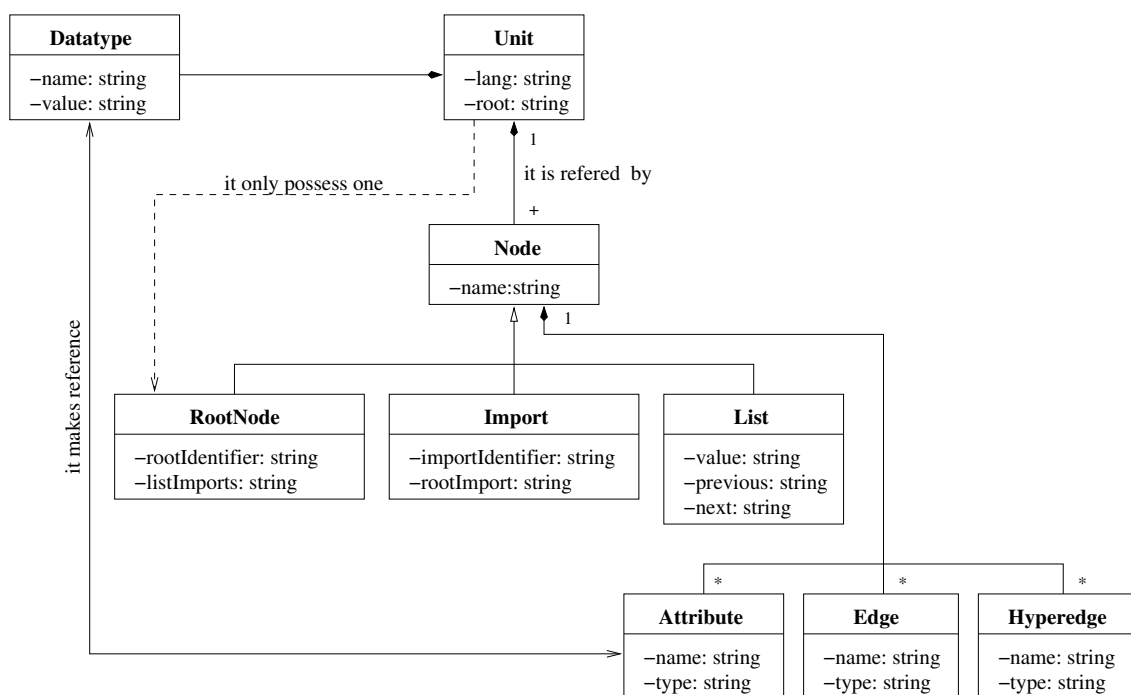 Datatype
−name: string
−value: string
Unit
−lang: string
−root: string
1
it is refered by
+
it only possess one
it makes reference
Node
−name:string
1
RootNode
−rootIdentifier: string
−listImports: string
Import
−importIdentifier: string
−rootImport: string
List
−value: string
−previous: string
−next: string
*
*
*
Attribute
−name: string
−type: string
Edge
−name: string
−type: string
Hyperedge
−name: string
−type: string